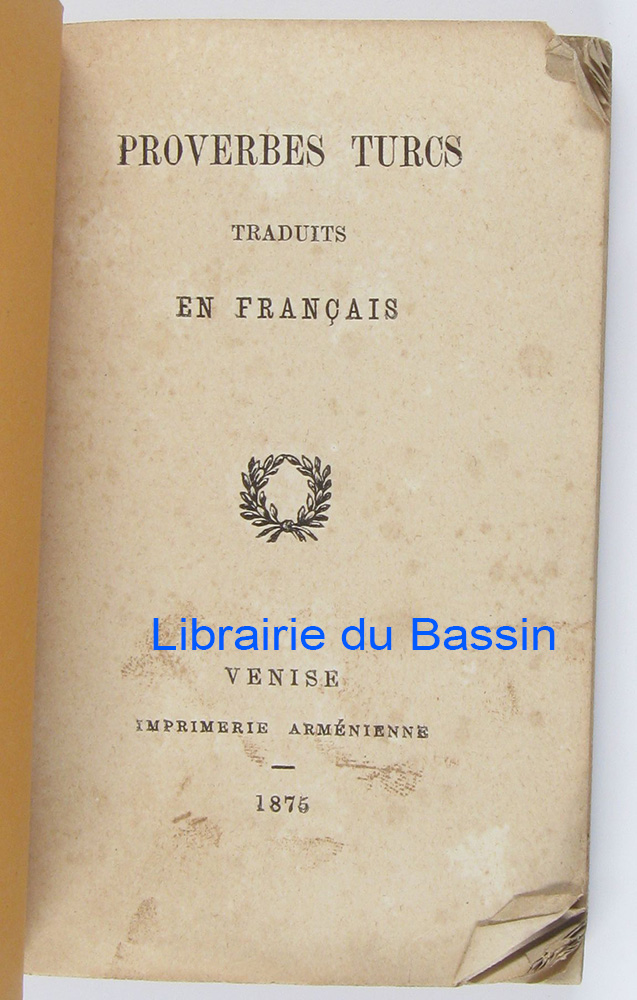 PROVERBES TURCS
TRADUITS
EN FRANÇAIS
Librairie du Bassin
VENISE
IMPRIMERIE ARMÉNIENNE
1875